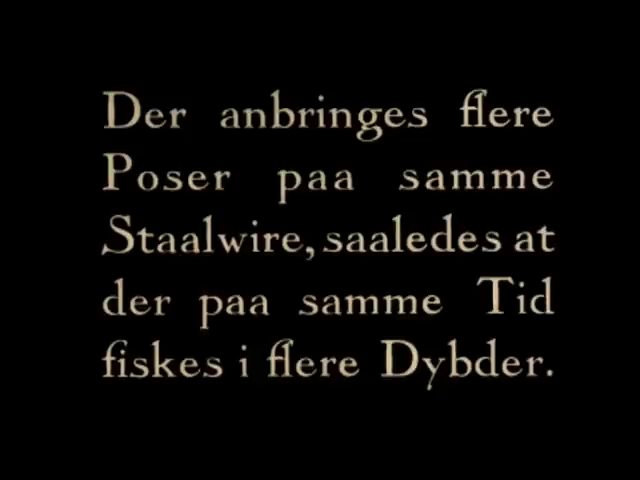 Der anbringes flere
Poser paa samme
Staalwire, saaledes at
der paa samme Tid
fiskes i flere Dybder.